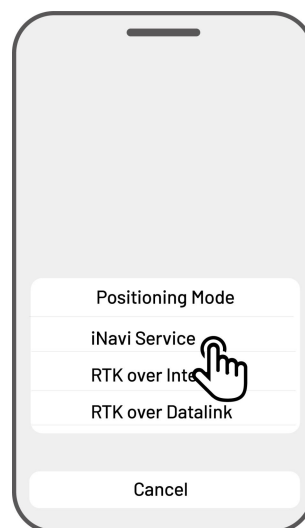 Positioning Mode
iNavi Service
RTK over Inte
RTK over Datalink
Cancel